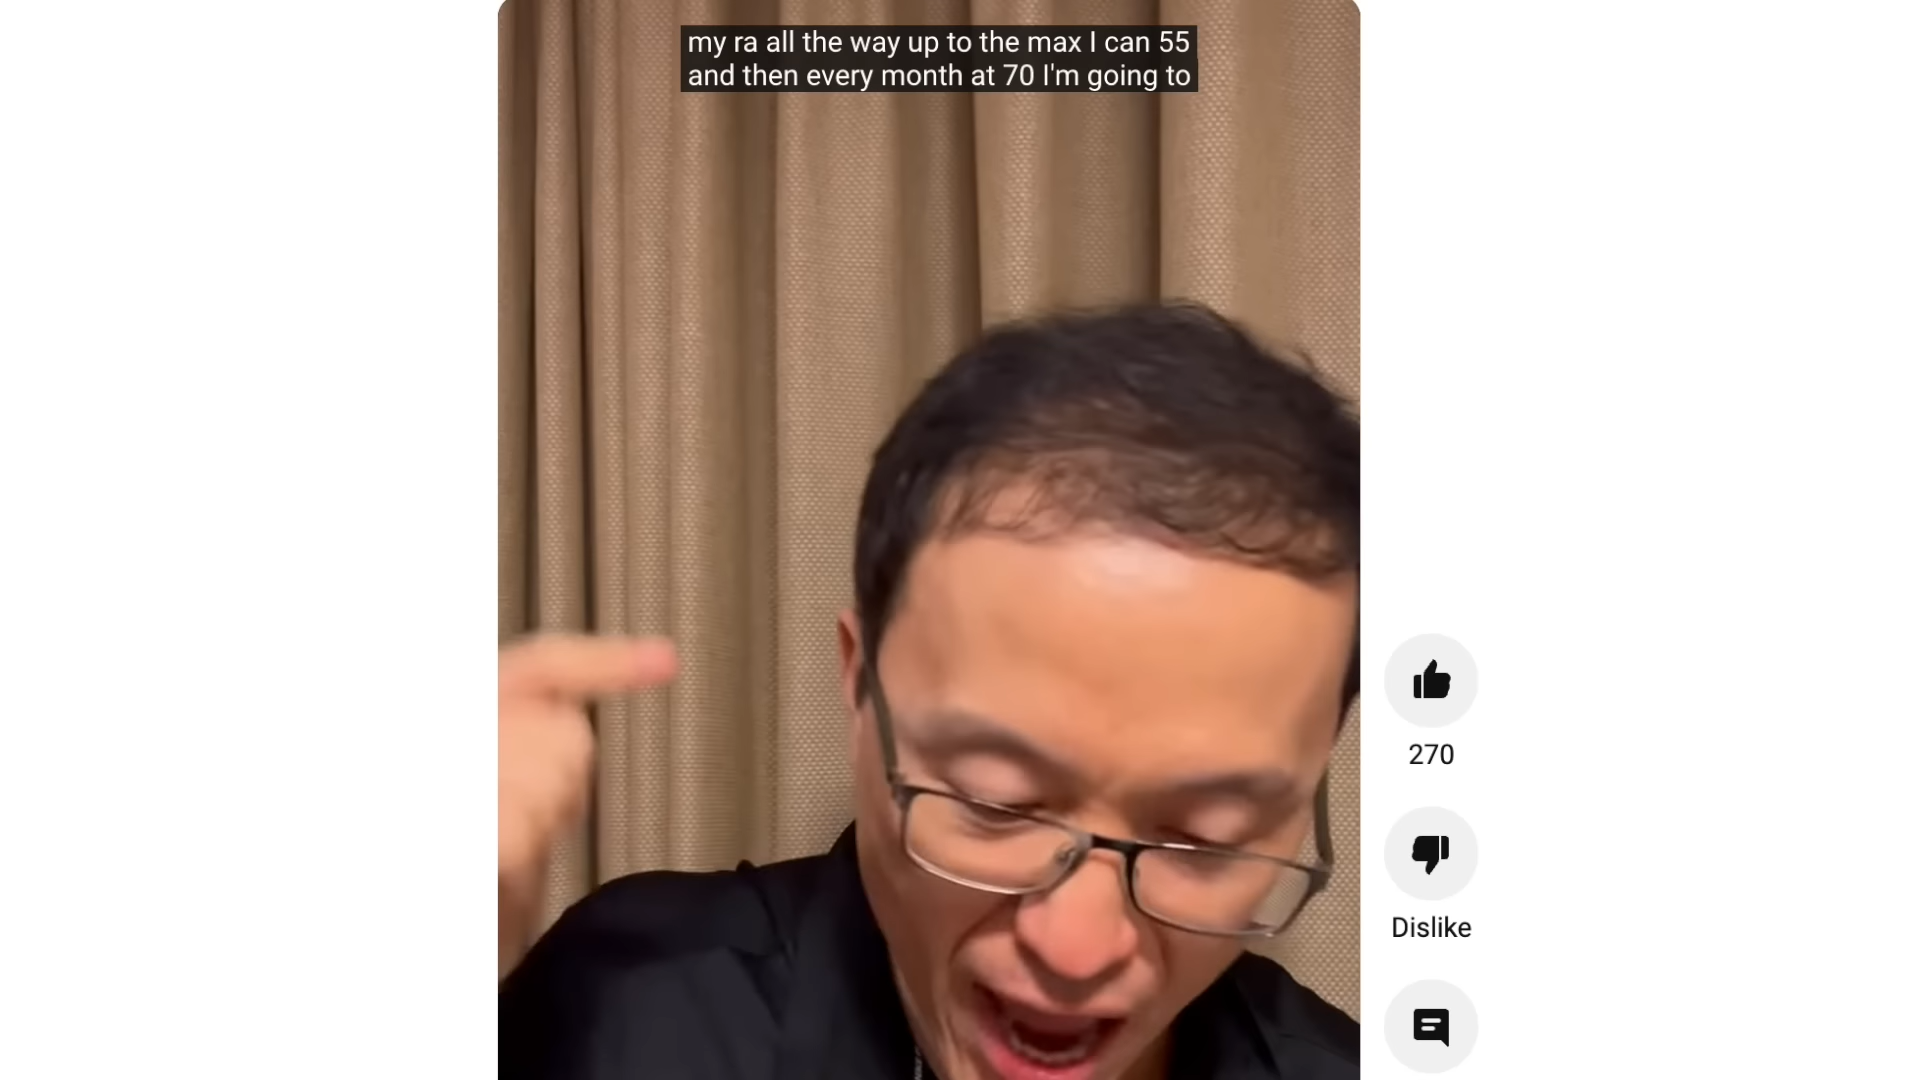 my ra all the way up to the max I can 55
and then every month at 70 I'm going to
270
Dislike